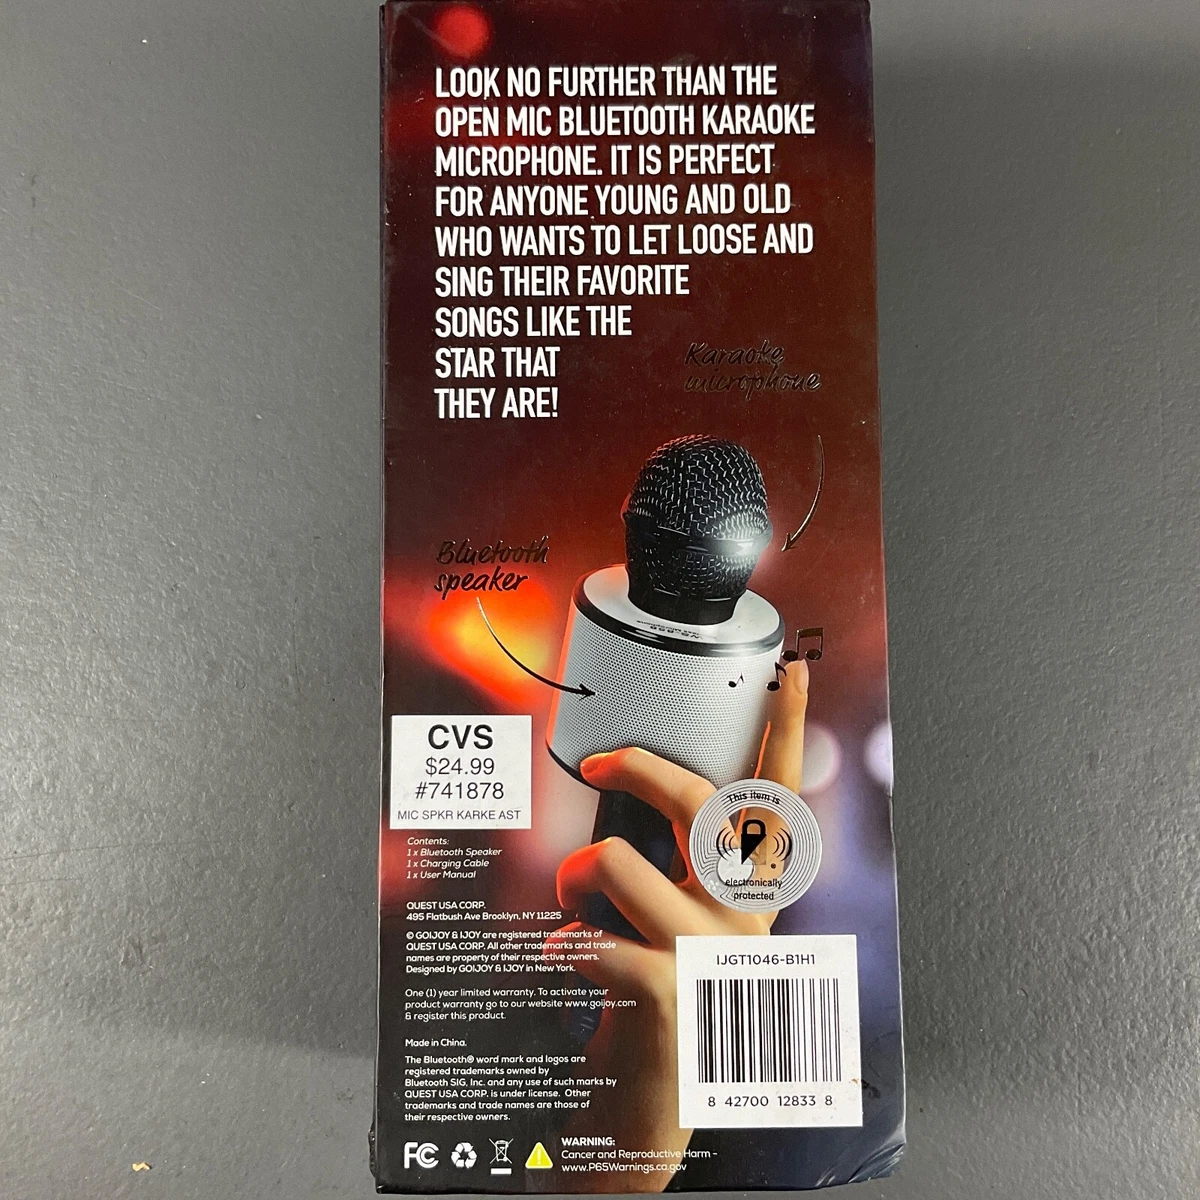 LOOK NO FURTHER THAN THE
OPEN MIC BLUETOOTH KARAOKE
MICROPHONE. IT IS PERFECT
FOR ANYONE YOUNG AND OLD
WHO WANTS TO LET LOOSE AND
SING THEIR FAVORITE
SONGS LIKE THE
STAR THAT
THEY ARE!
Karaoke
microphone
Bluetooth
speaker
CVS
$24.99
#741878
MIC SPKR KARKE AST
This item is
electronically
protected
Contents:
1 x Bluetooth Speaker
1 x Charging Cable
1 x User Manual
QUEST USA CORP.
495 Flatbush Ave Brooklyn, NY 11225
© GOIJOY & IJOY are registered trademarks of
QUEST USA CORP. All other trademarks and trade
names are property of their respective owners.
Designed by GOIJOY & IJOY in New York.
One (1) year limited warranty. To activate your
product warranty go to our website www.goijoy.com
& register this product.
Made in China.
The Bluetooth® word mark and logos are
registered trademarks owned by
Bluetooth SIG, Inc. and any use of such marks by
QUEST USA CORP. is under license. Other
trademarks and trade names are those of
their respective owners.
IJGT1046-B1H1
8 42700 12833 8
FC
WARNING:
Cancer and Reproductive Harm -
www.P65Warnings.ca.gov